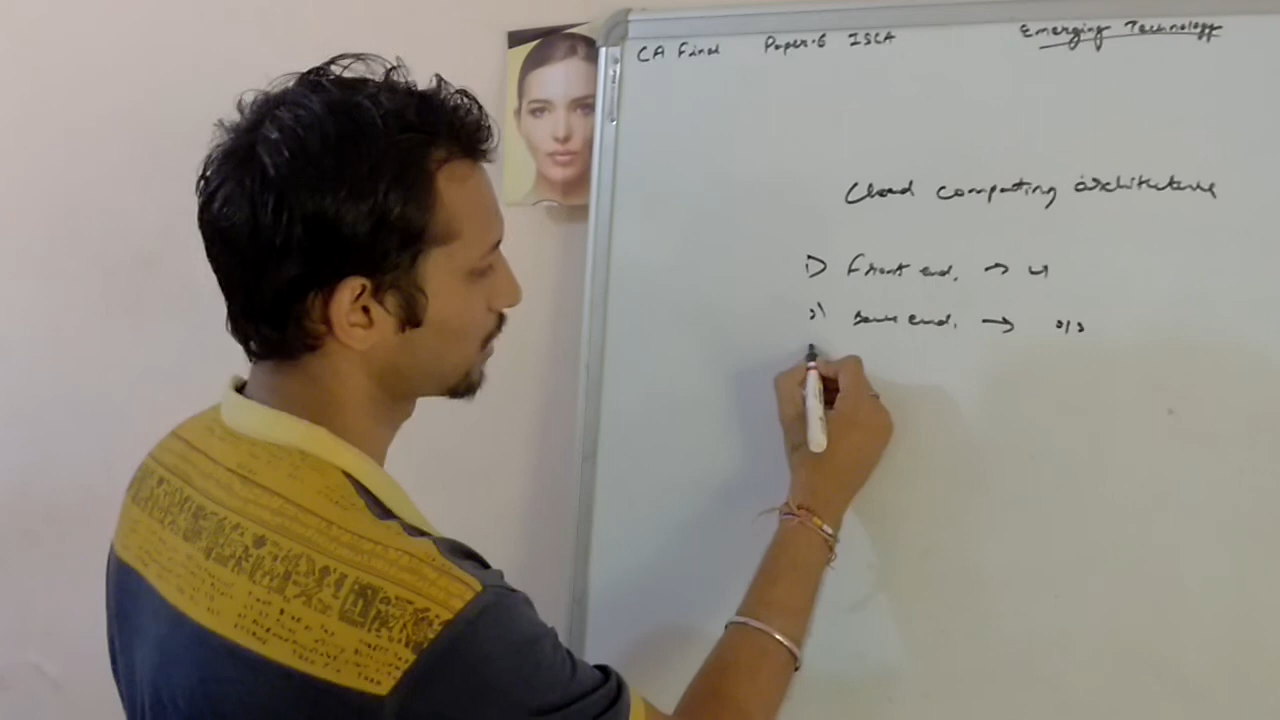 CA Final Paper-6 ISCA Emerging Technology
Cloud computing architecture
1) Front end. →
2) Back end. →